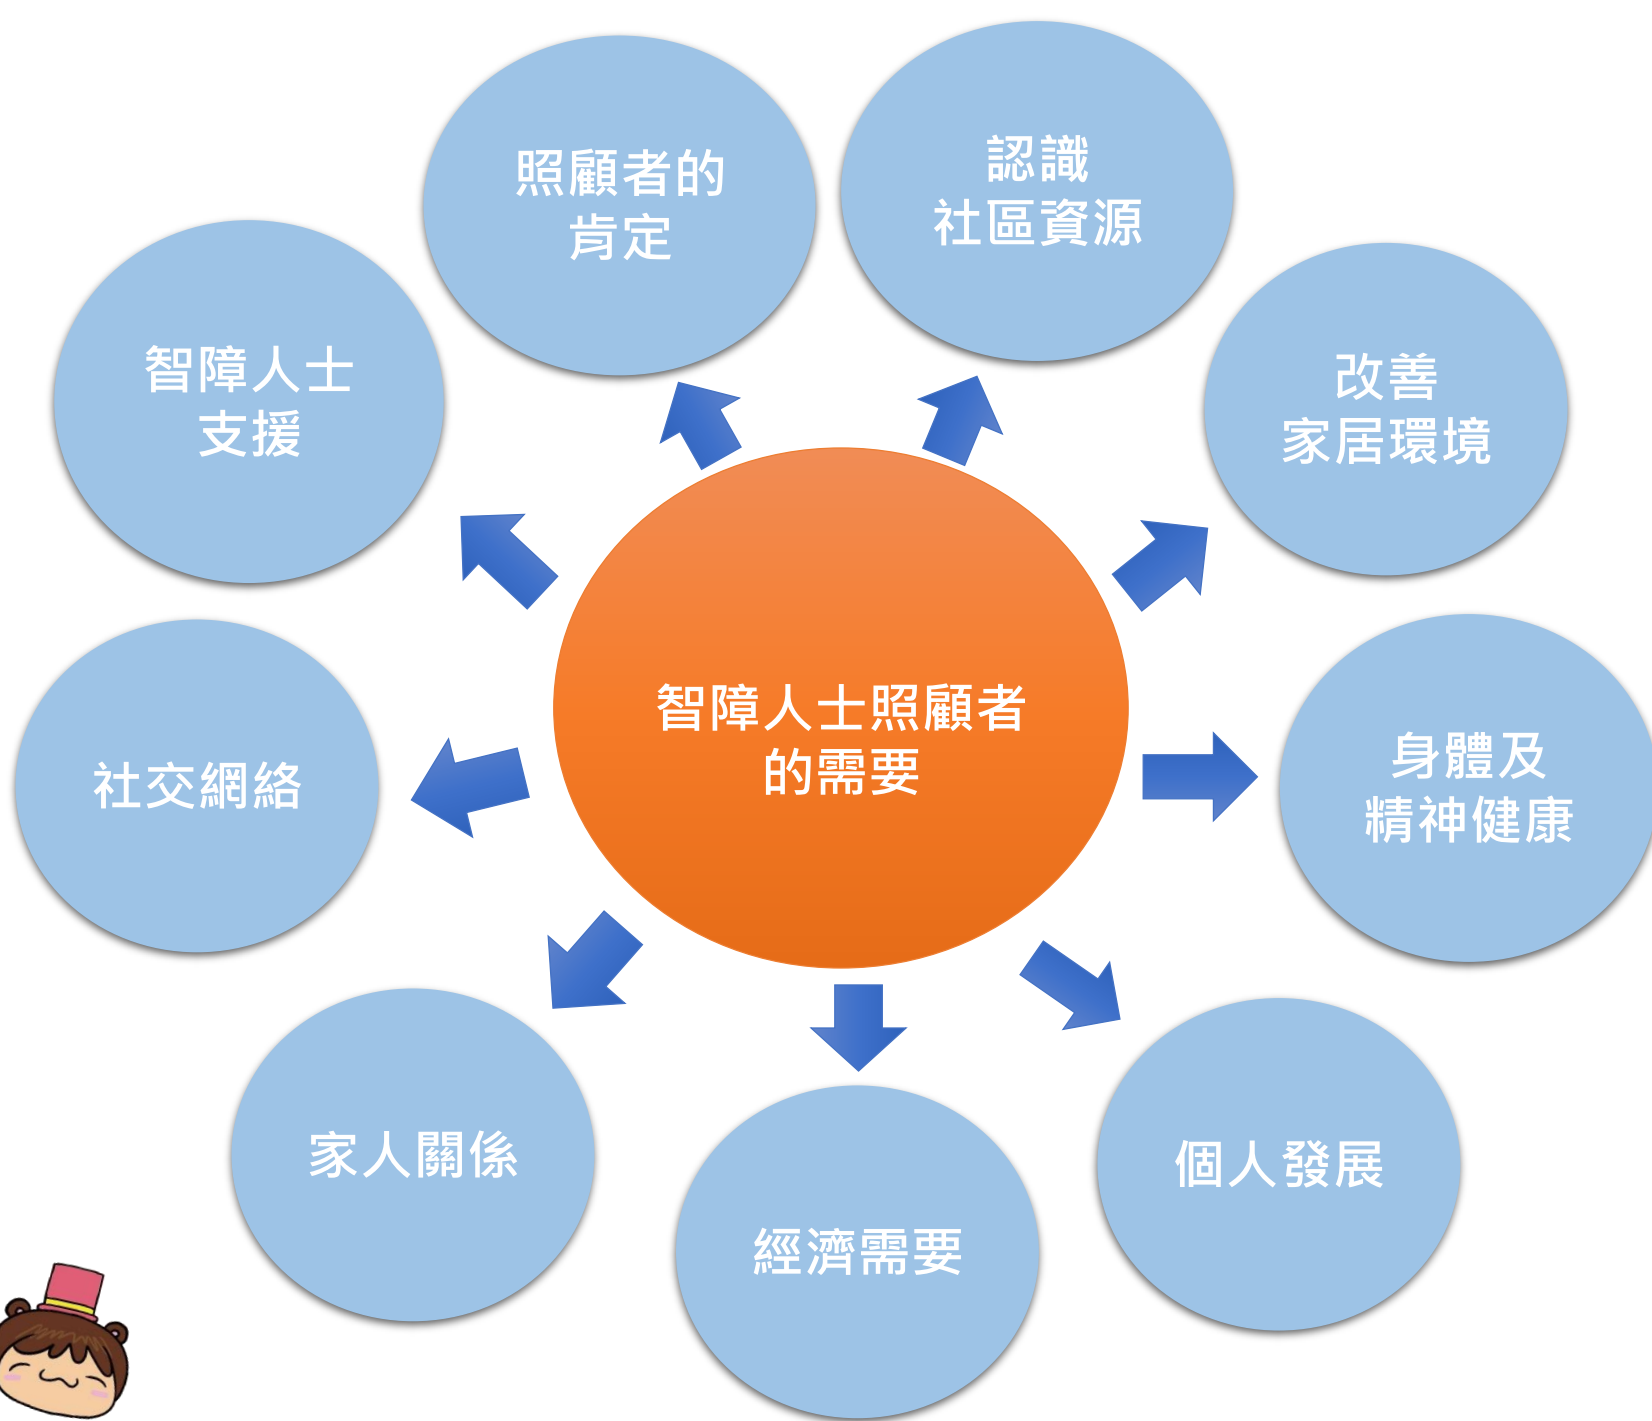 照顧者的
肯定
認識
社區資源
智障人士
支援
改善
家居環境
智障人士照顧者
的需要
社交網絡
身體及
精神健康
家人關係
個人發展
經濟需要